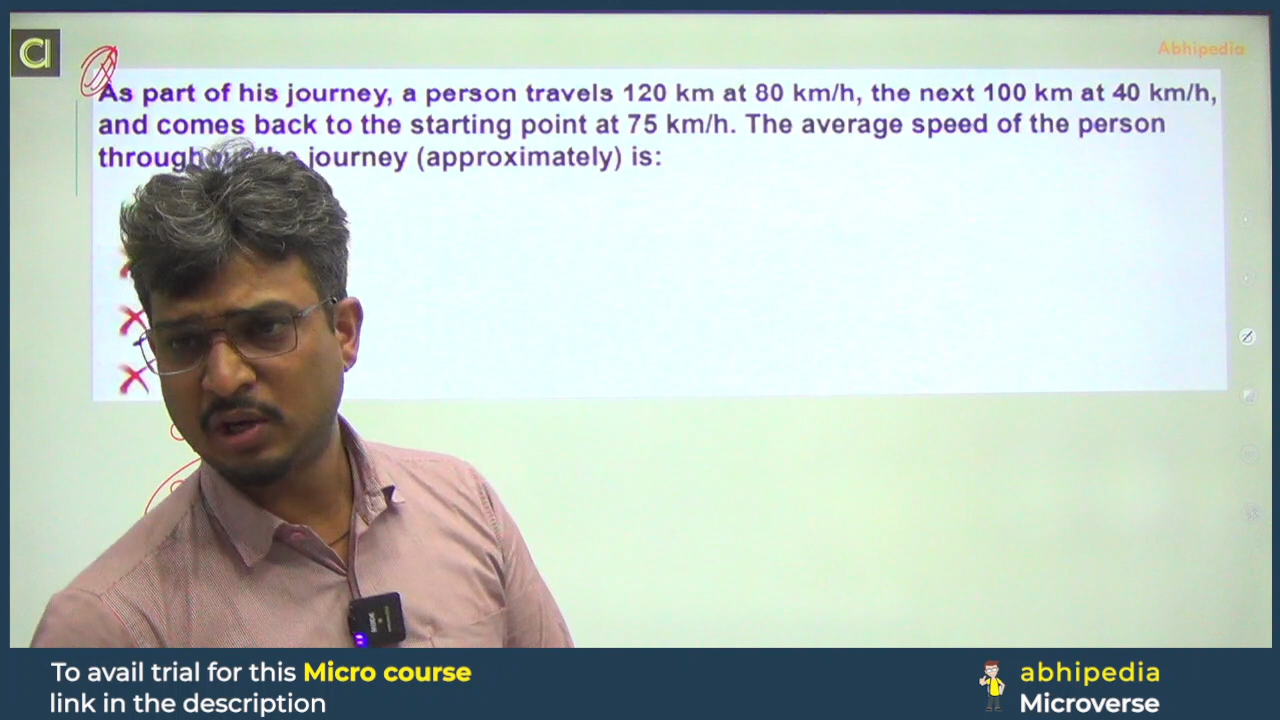 Abhipedia
As part of his journey, a person travels 120 km at 80 km/h, the next 100 km at 40 km/h,
and comes back to the starting point at 75 km/h. The average speed of the person
journey (approximately) is:
To avail trial for this Micro course
link in the description
abhipedia
Microverse